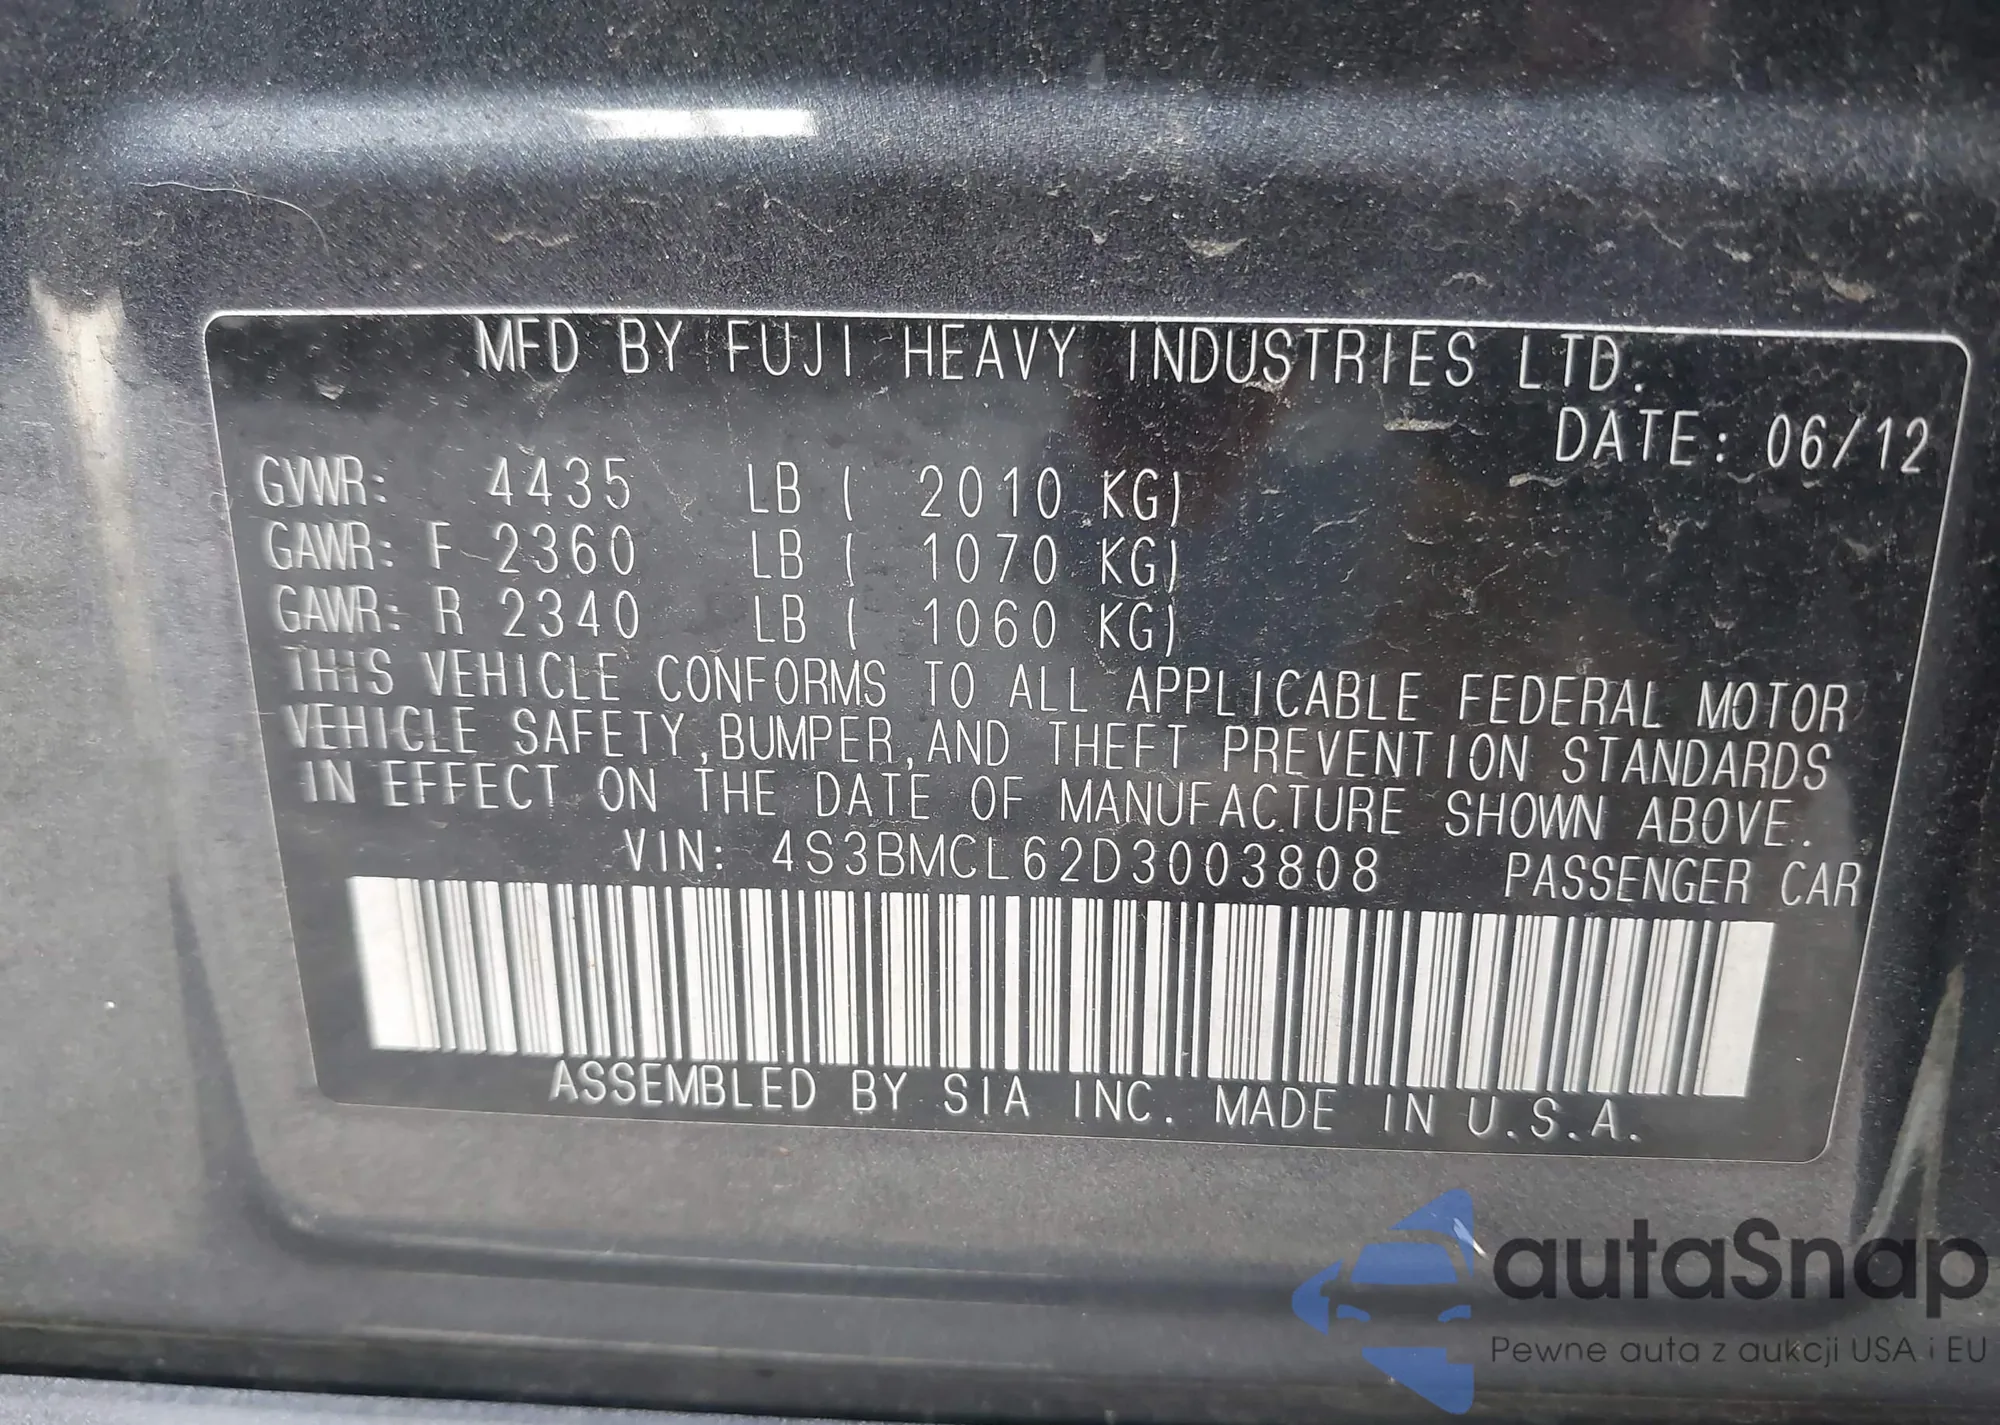 MFD BY FUJI HEAVY INDUSTRIES LTD.
DATE: 06/12
GVWR: 4435 LB ( 2010 KG)
GAWR: F 2360 LB ( 1070 KG)
GAWR: R 2340 LB ( 1060 KG)
THIS VEHICLE CONFORMS TO ALL APPLICABLE FEDERAL MOTOR
VEHICLE SAFETY,BUMPER,AND THEFT PREVENTION STANDARDS
IN EFFECT ON THE DATE OF MANUFACTURE SHOWN ABOVE.
VIN: 4S3BMCL62D3003808 PASSENGER CAR
ASSEMBLED BY SIA INC. MADE IN U.S.A.
autaSnap
Pewne auta z aukcji USA i EU